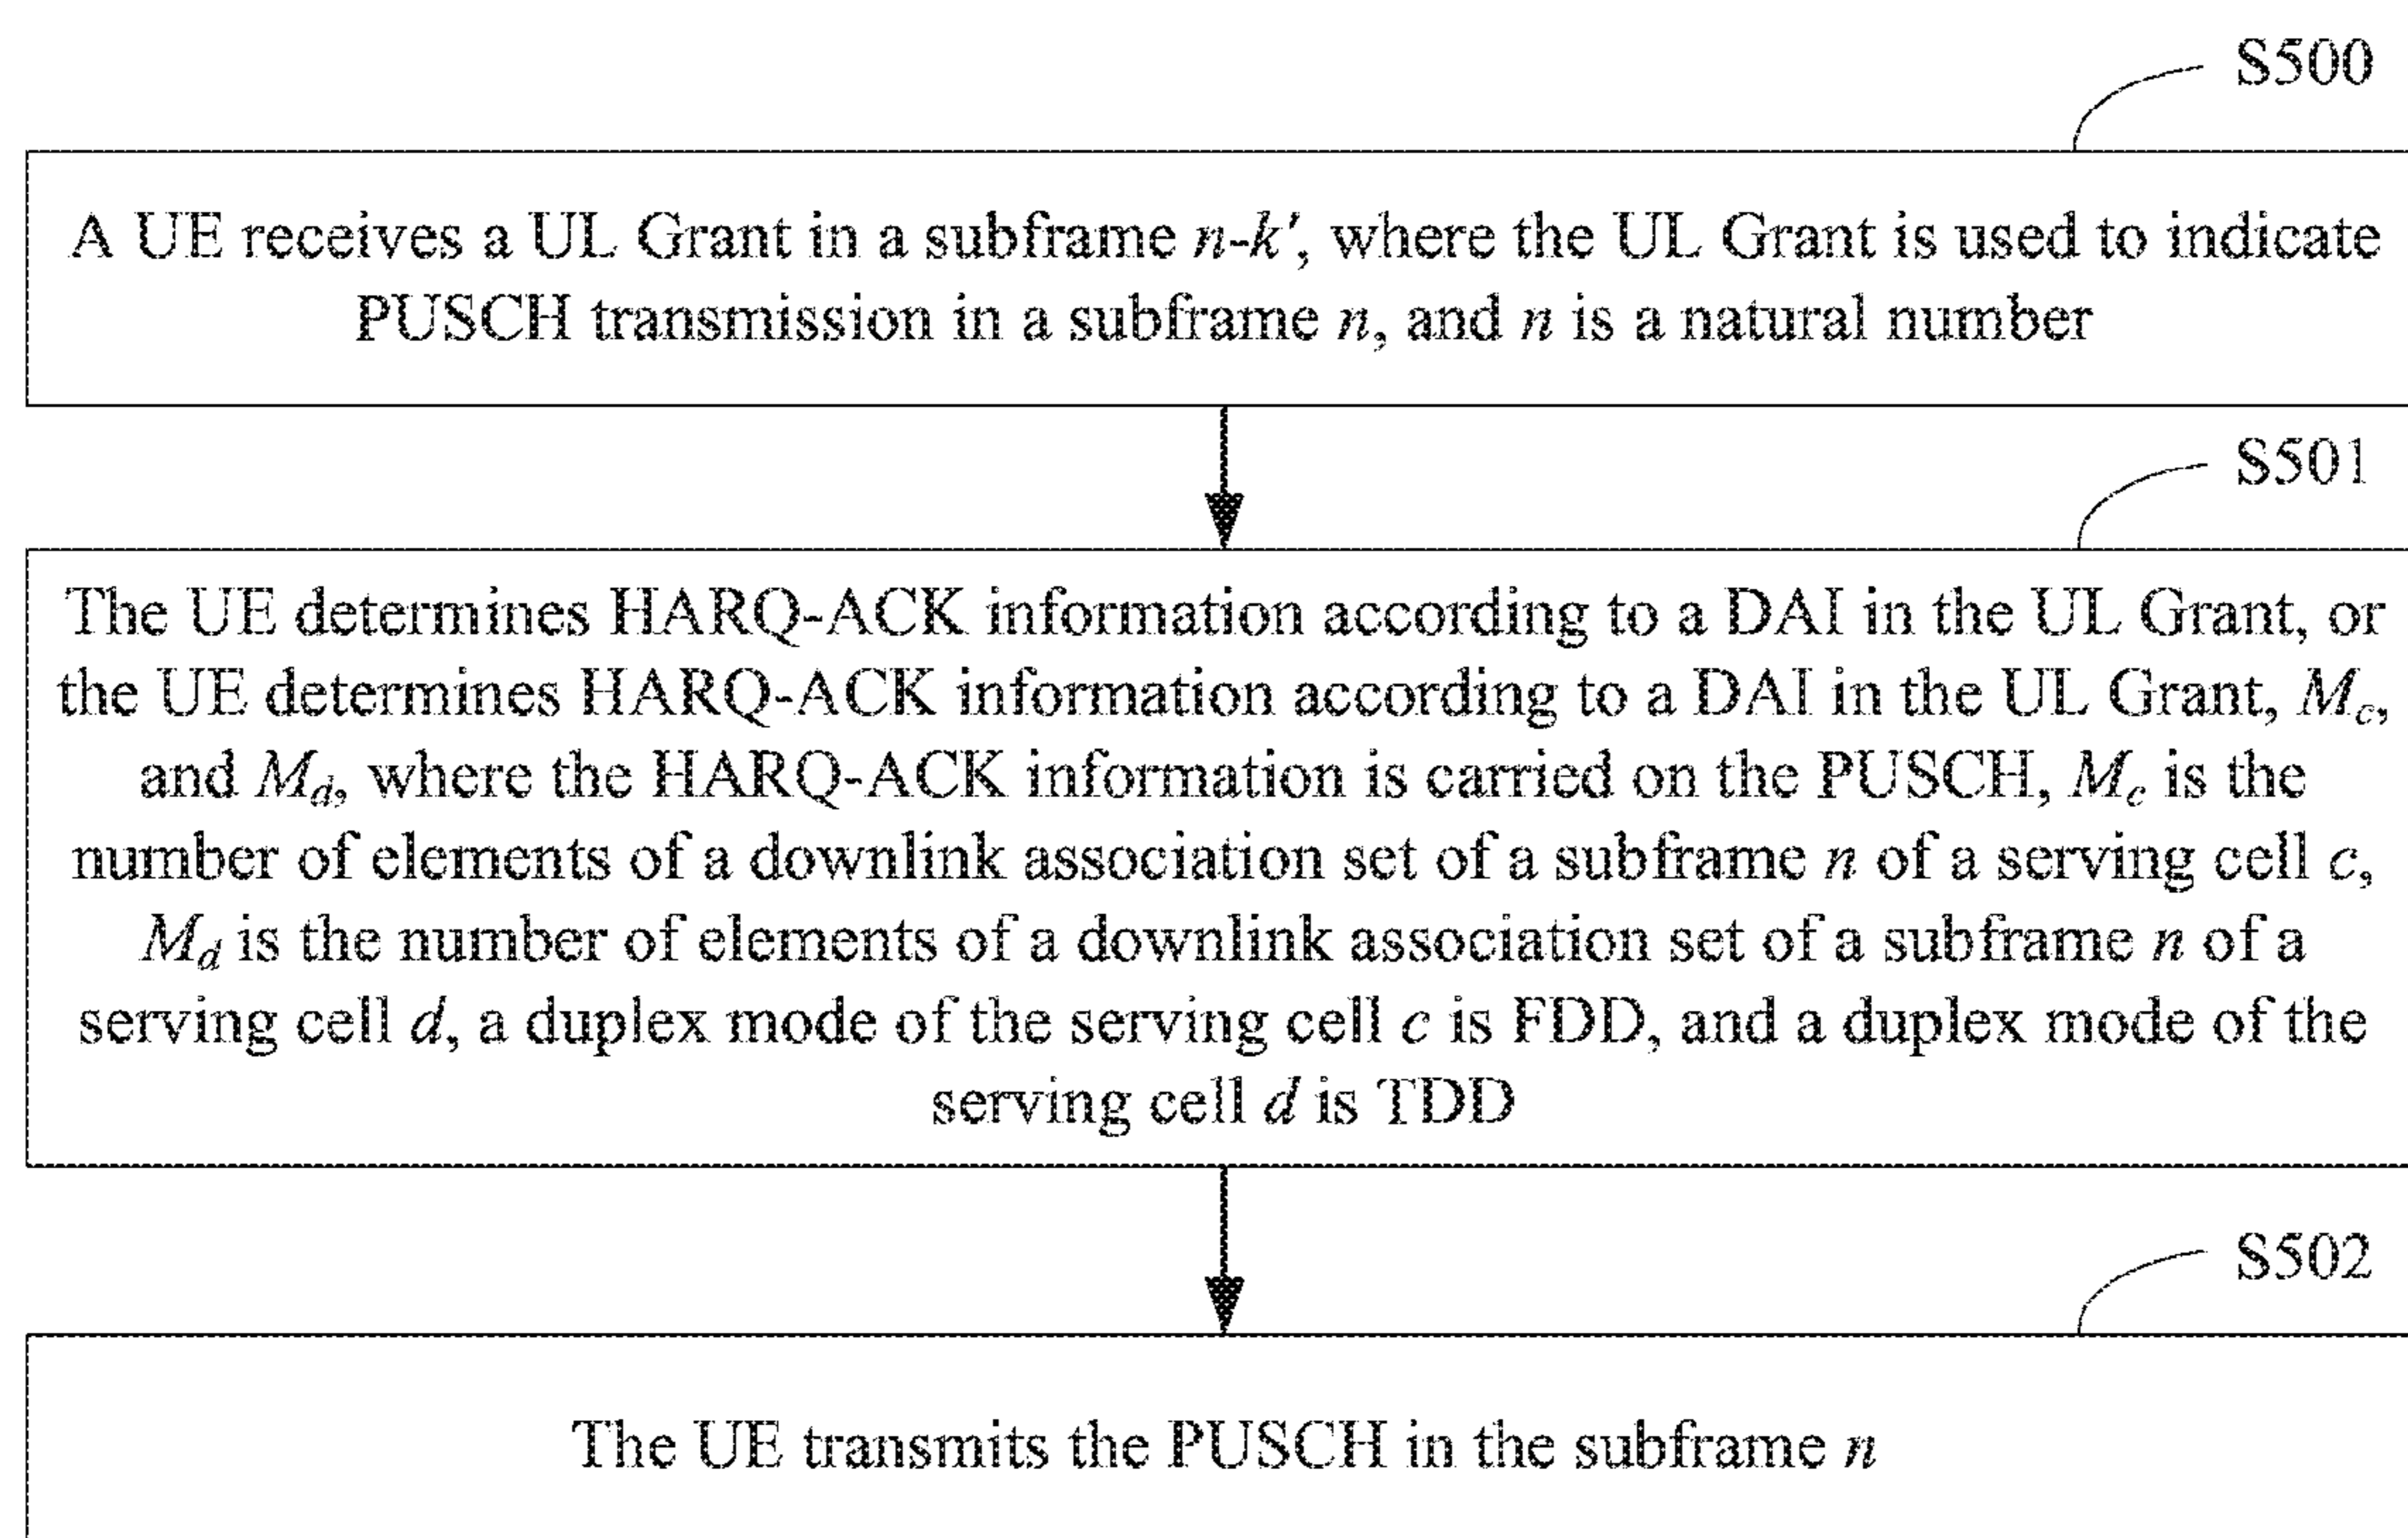 S500
A UE receives a UL Grant in a subframe n-k', where the UL Grant is used to indicate
PUSCH transmission in a subframe n, and n is a natural number
S501
The UE determines HARQ-ACK information according to a DAI in the UL Grant, or
the UE determines HARQ-ACK information according to a DAI in the UL Grant, Mc,
and Md, where the HARQ-ACK information is carried on the PUSCH, Mc is the
number of elements of a downlink association set of a subframe n of a serving cell c,
Md is the number of elements of a downlink association set of a subframe n of a
serving cell d, a duplex mode of the serving cell c is FDD, and a duplex mode of the
serving cell d is TDD
S502
The UE transmits the PUSCH in the subframe n